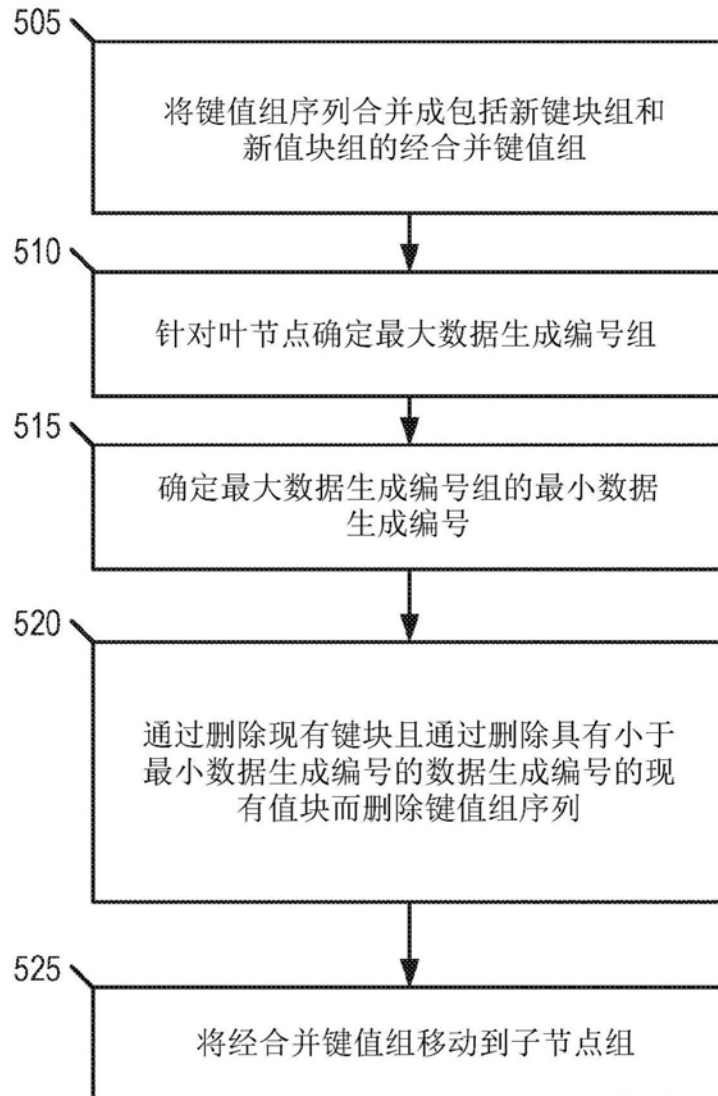 505
将键值组序列合并成包括新键块组和
新值块组的经合并键值组
510
针对叶节点确定最大数据生成编号组
515
确定最大数据生成编号组的最小数据
生成编号
520
通过删除现有键块且通过删除具有小于
最小数据生成编号的数据生成编号的现
有值块而删除键值组序列
525
将经合并键值组移动到子节点组